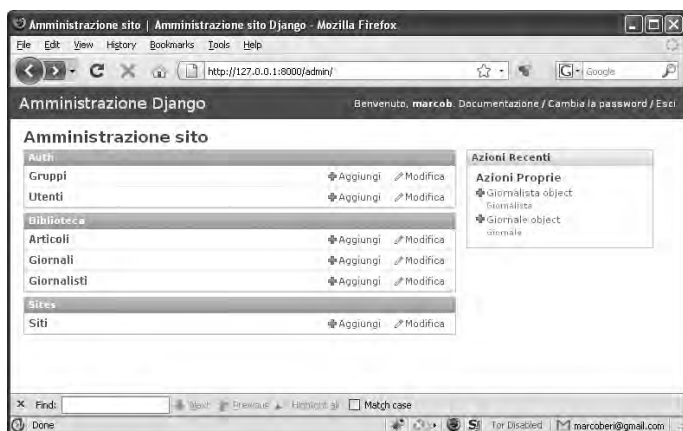 Amministrazione sito | Amministrazione sito Django - Mozilla Firefox
File Edit View History Bookmarks Tools Help
http://127.0.0.1:8000/admin/
G Google
Amministrazione Django
Benvenuto, marcob. Documentazione / Cambia la password / Esci
Amministrazione sito
Auth
Gruppi Aggiungi Modifica
Utenti Aggiungi Modifica
Biblioteca
Articoli Aggiungi Modifica
Giornali Aggiungi Modifica
Giornalisti Aggiungi Modifica
Sites
Siti Aggiungi Modifica
Azioni Recenti
Azioni Proprie
Giornalista object
Giornalista
Giornale object
Giornale
Find: Next Previous Highlight all Match case
Done
S! Tor Disabled marcoberi@gmail.com